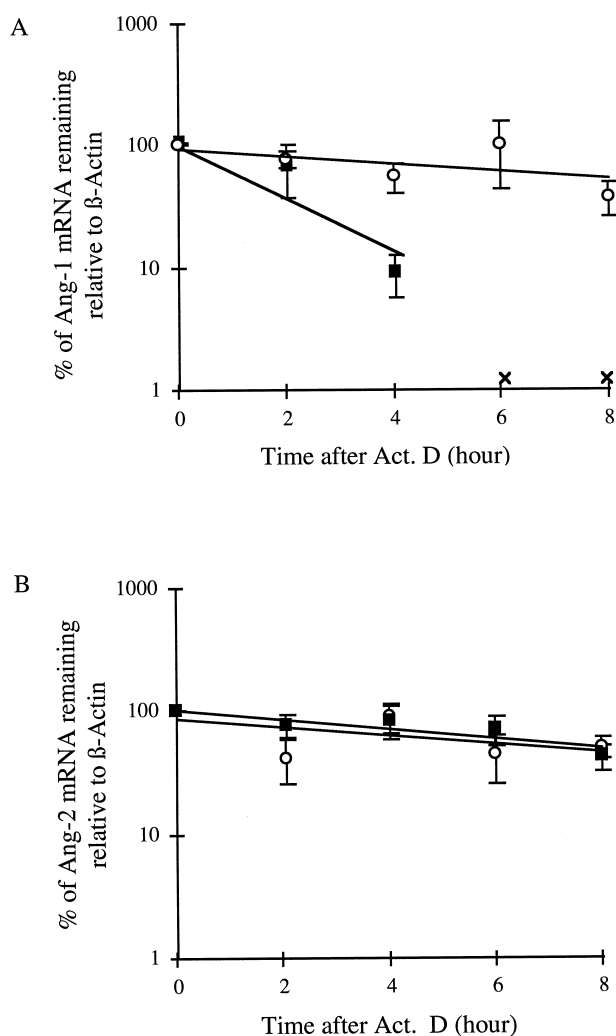 A
% of Ang-1 mRNA remaining
relative to ß-Actin
1000
100
10
1
0 2 4 6 8
Time after Act. D (hour)
B
% of Ang-2 mRNA remaining
relative to ß-Actin
1000
100
10
1
0 2 4 6 8
Time after Act. D (hour)